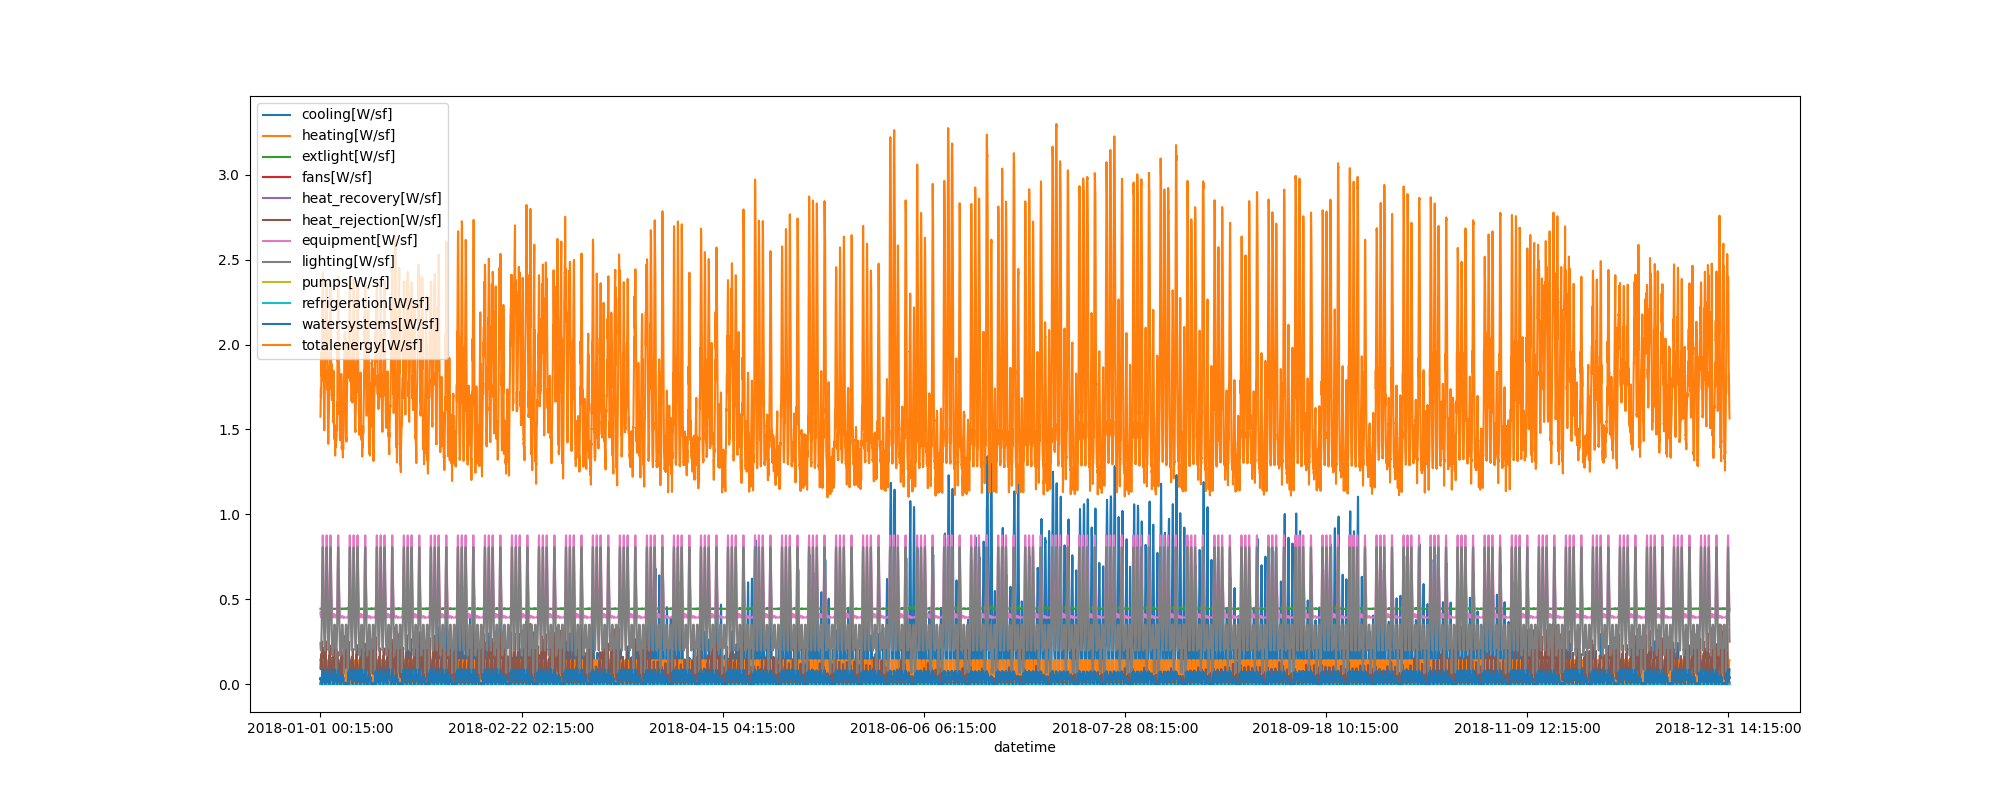 cooling[W/sf]
heating[W/sf]
extlight[W/sf]
fans[W/sf]
heat_recovery[W/sf]
heat_rejection[W/sf]
equipment[W/sf]
lighting[W/sf]
pumps[W/sf]
refrigeration[W/sf]
watersystems[W/sf]
totalenergy[W/sf]
3.0
2.5
2.0
1.5
1.0
0.5
0.0
2018-01-01 00:15:00 2018-02-22 02:15:00 2018-04-15 04:15:00 2018-06-06 06:15:00 2018-07-28 08:15:00 2018-09-18 10:15:00 2018-11-09 12:15:00 2018-12-31 14:15:00
datetime